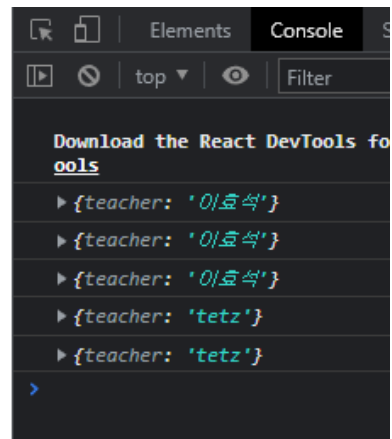 Elements Console S
top ▼ Filter
Download the React DevTools fo
ools
▶ {teacher: '이효석'}
▶ {teacher: '이효석'}
▶ {teacher: '이효석'}
▶ {teacher: 'tetz'}
▶ {teacher: 'tetz'}
>